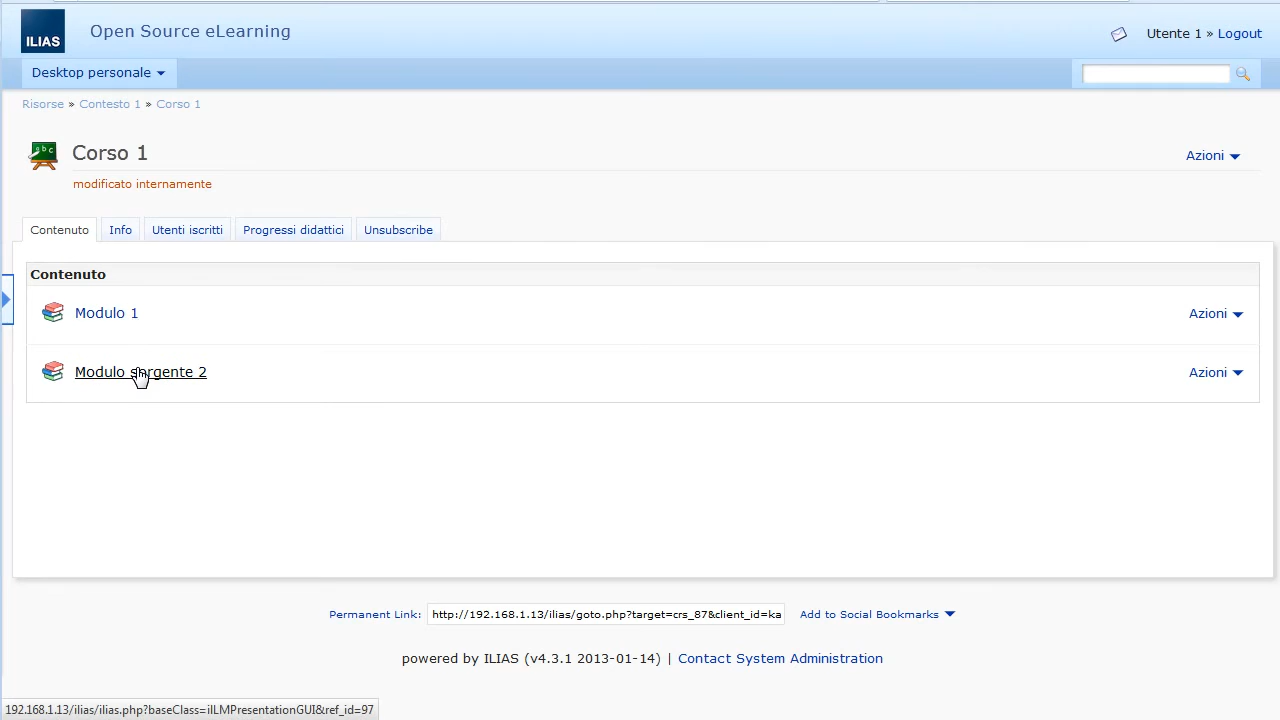 ILIAS
Open Source eLearning
Utente 1 » Logout
Desktop personale
Risorse » Contesto 1 » Corso 1
abc
Corso 1
Azioni
modificato internamente
Contenuto
Info
Utenti iscritti
Progressi didattici
Unsubscribe
Contenuto
Modulo 1
Azioni
Modulo sorgente 2
Azioni
Permanent Link: http://192.168.1.13/ilias/goto.php?target=crs_87&client_id=ka
Add to Social Bookmarks
powered by ILIAS (v4.3.1 2013-01-14) | Contact System Administration
192.168.1.13/ilias/ilias.php?baseClass=ilLMPresentationGUI&ref_id=97